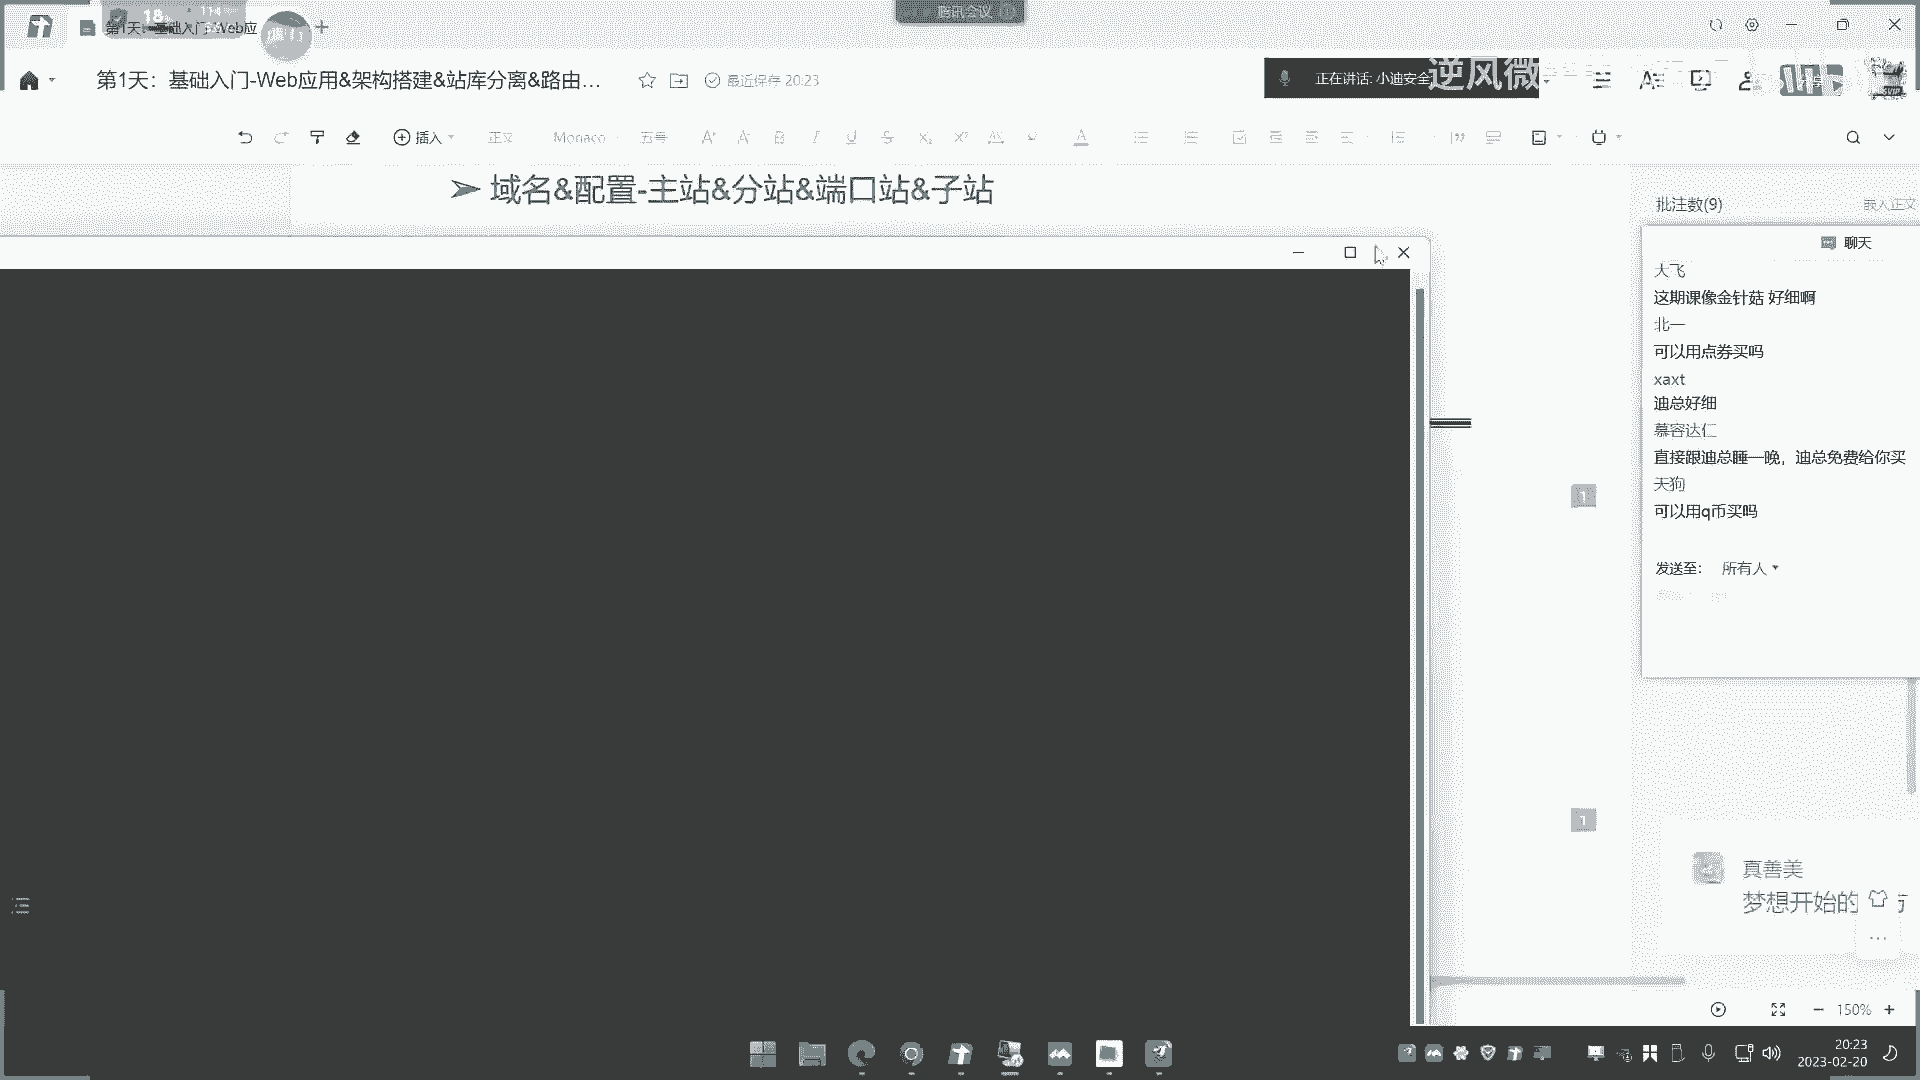 腾讯会议
第1天：基础入门-Web应
第1天：基础入门-Web应用&架构搭建&站库分离&路由...
最近保存 20:23
正在讲话: 小迪安全
逆风微
插入
正文
Monaco
五号
➢ 域名&配置-主站&分站&端口站&子站
批注数(9)
嵌入正文
聊天
大飞
这期课像金针菇 好细啊
北一
可以用点券买吗
xaxt
迪总好细
慕容达仁
直接跟迪总睡一晚，迪总免费给你买
天狗
可以用q币买吗
发送至：
所有人
1
1
真善美
梦想开始的
150%
20:23
2023-02-20